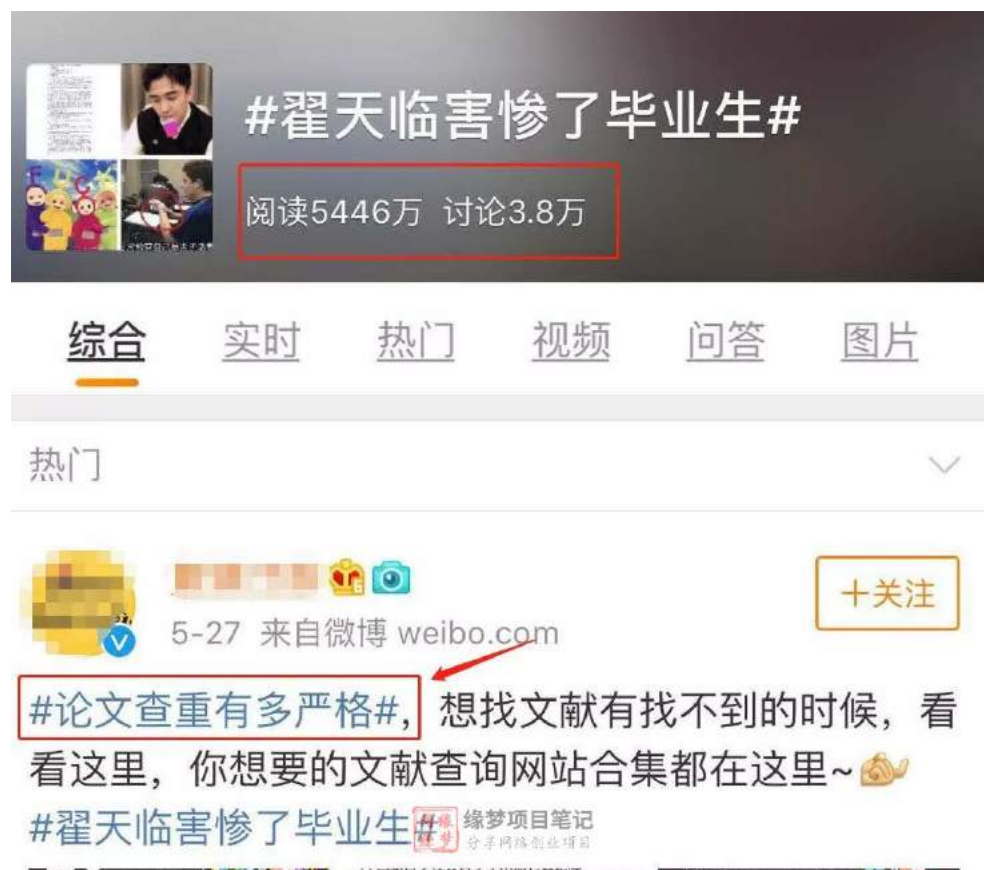 #翟天临害惨了毕业生#
阅读5446万 讨论3.8万
综合 实时 热门 视频 问答 图片
热门
5-27 来自微博 weibo.com
+关注
#论文查重有多严格#，想找文献有找不到的时候，看
看这里，你想要的文献查询网站合集都在这里~
#翟天临害惨了毕业生#
缘梦项目笔记
分享网络创业项目